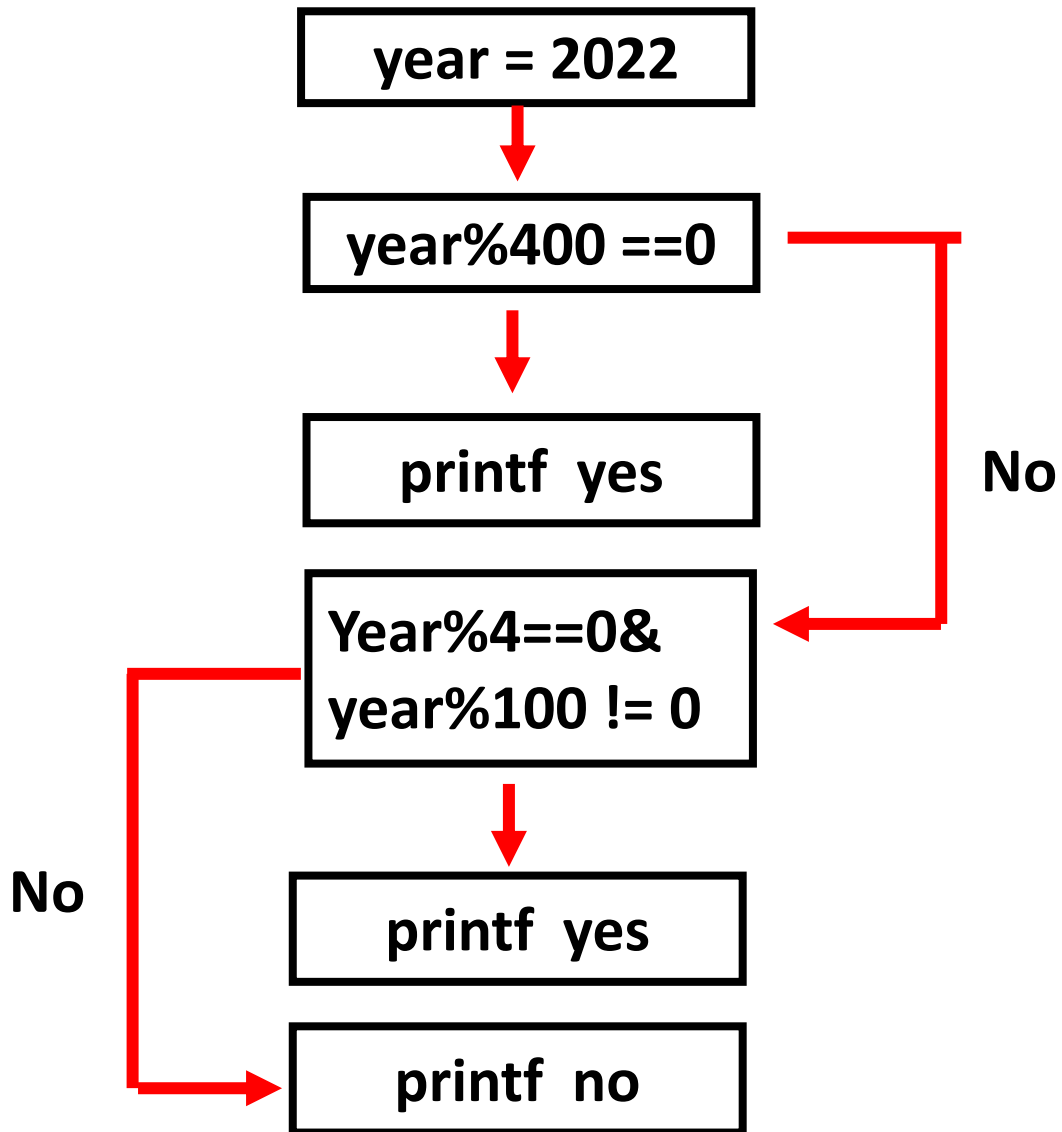 year = 2022
year%400 ==0
printf  yes
No
Year%4==0&
year%100 != 0
No
printf  yes
printf  no